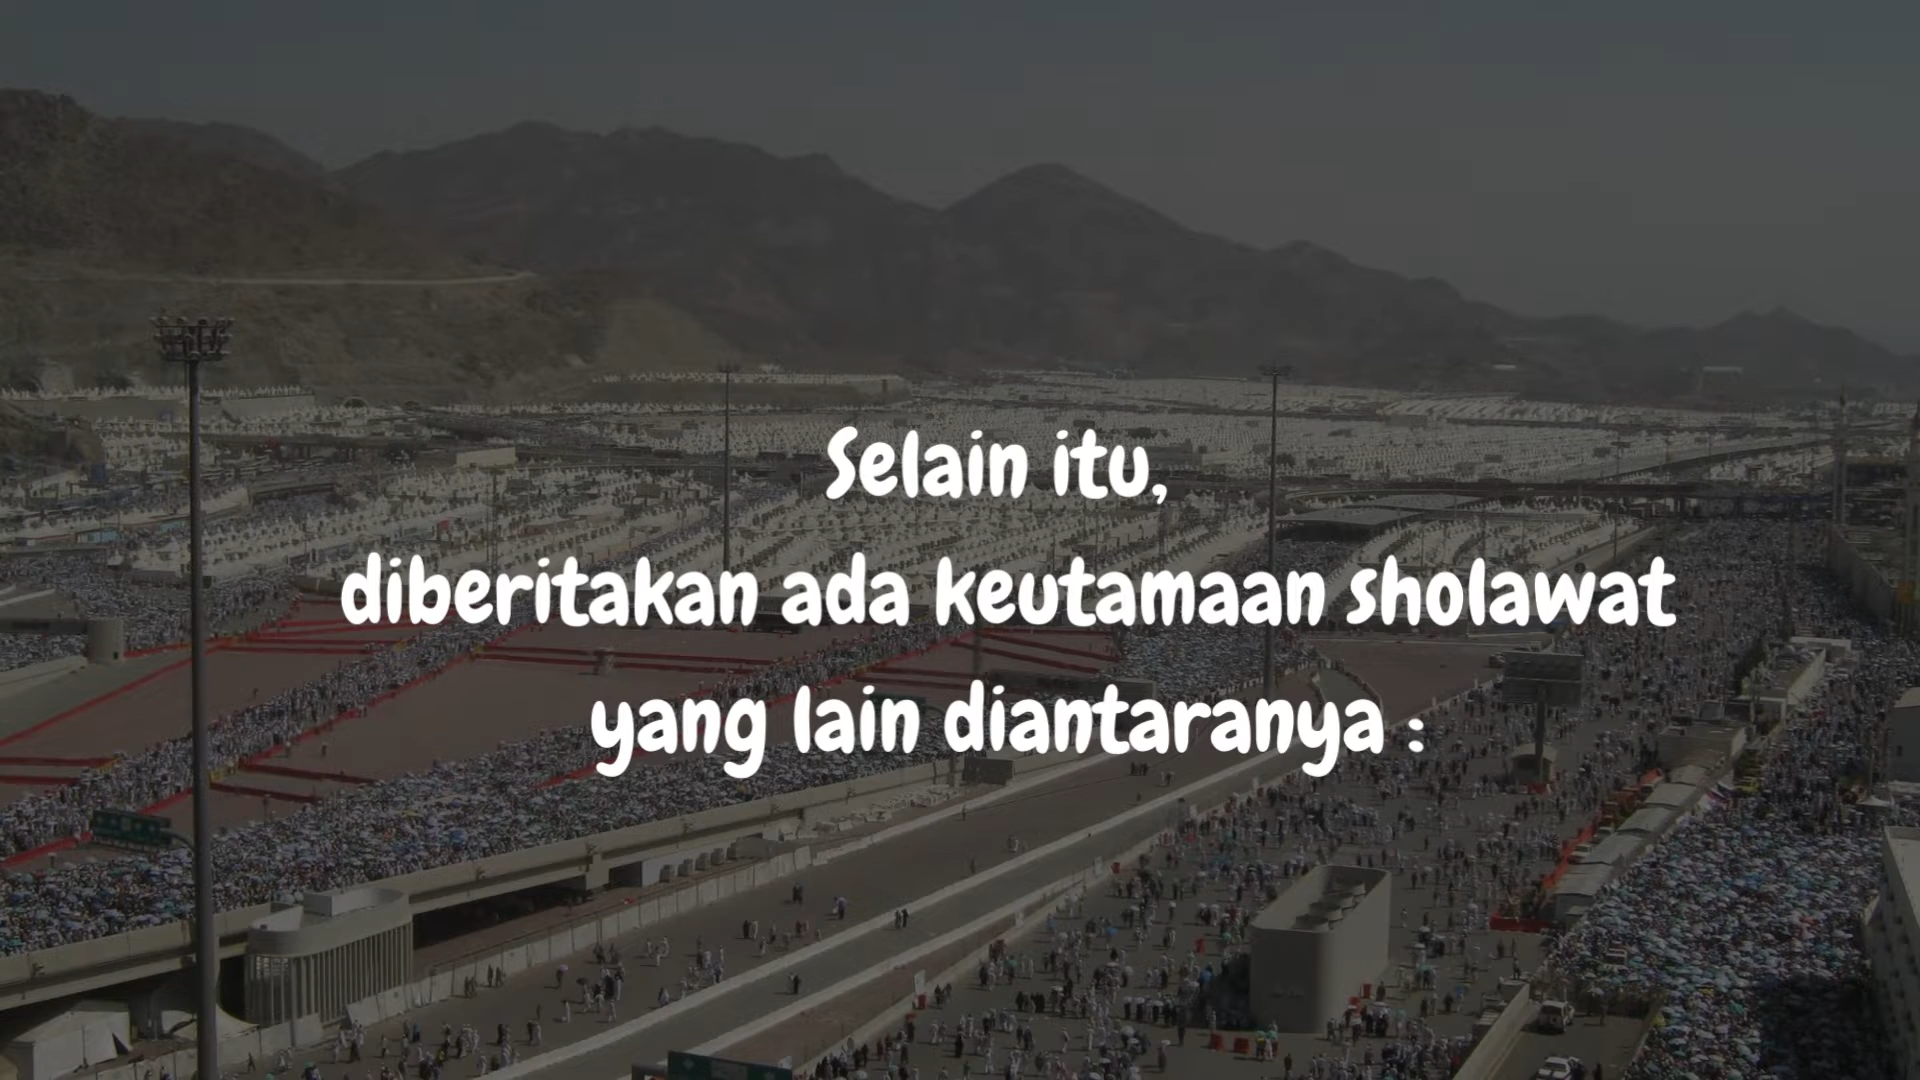 Selain itu,
diberitakan ada keutamaan sholawat
yang lain diantaranya :